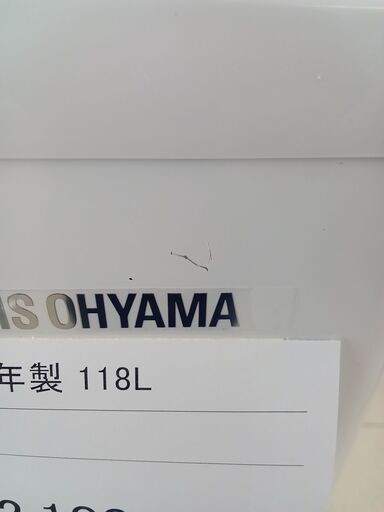 IS OHYAMA
年製 118L